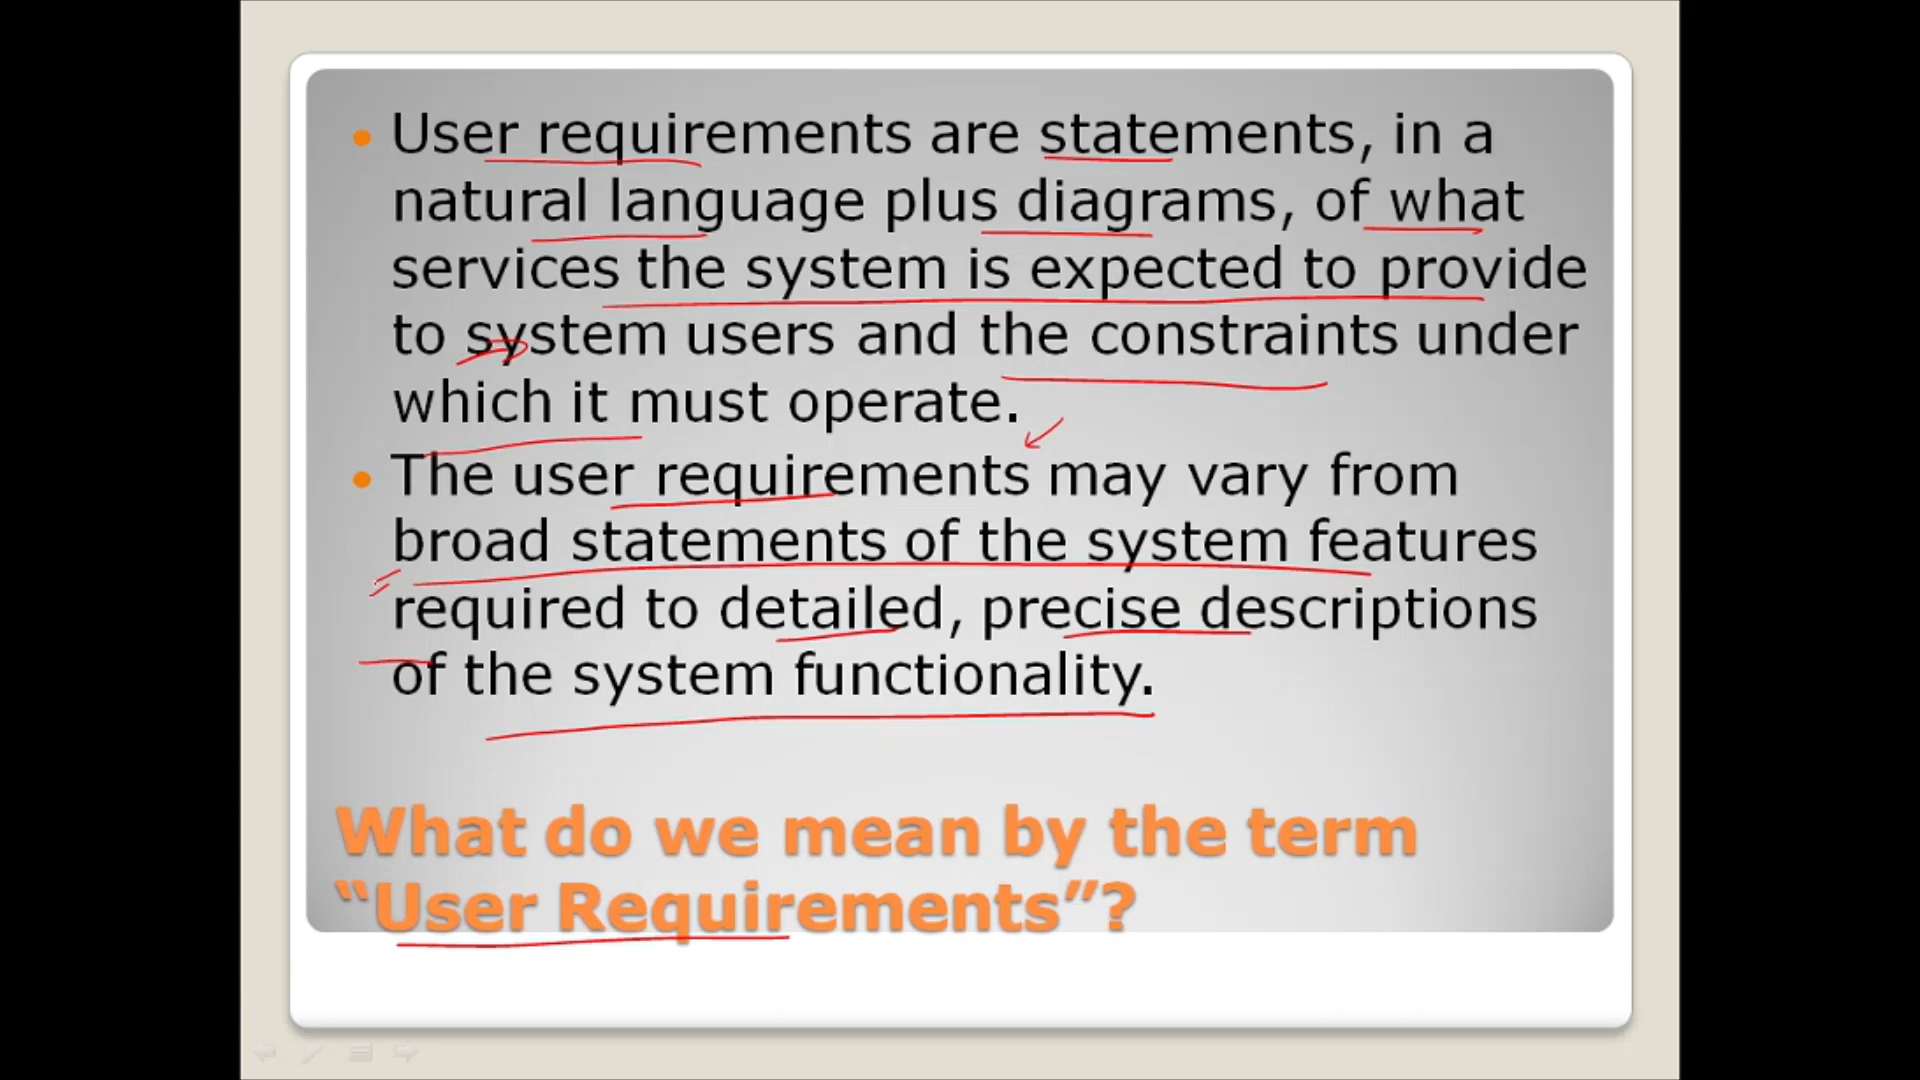 • User requirements are statements, in a
natural language plus diagrams, of what
services the system is expected to provide
to system users and the constraints under
which it must operate.
• The user requirements may vary from
broad statements of the system features
required to detailed, precise descriptions
of the system functionality.
What do we mean by the term
“User Requirements”?